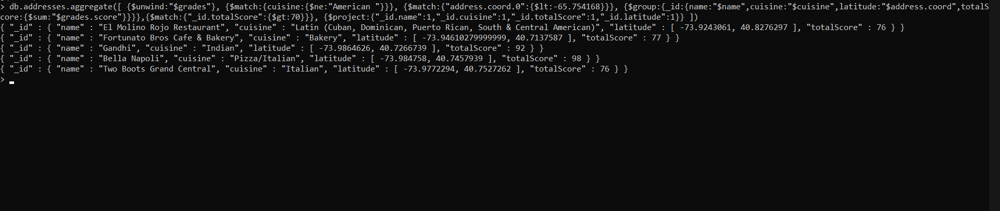 > db.addresses.aggregate([ {$unwind:"$grades"}, {$match:{cuisine:{$ne:"American "}}}, {$match:{"address.coord.0":{$lt:-65.754168}}}, {$group:{_id:{name:"$name",cuisine:"$cuisine",latitude:"$address.coord",totalS
core:{$sum:"$grades.score"}}}},{$match:{"_id.totalScore":{$gt:70}}}, {$project:{"_id.name":1,"_id.cuisine":1,"_id.totalScore":1,"_id.latitude":1}} ])
{ "_id" : { "name" : "El Molino Rojo Restaurant", "cuisine" : "Latin (Cuban, Dominican, Puerto Rican, South & Central American)", "latitude" : [ -73.9243061, 40.8276297 ], "totalScore" : 76 } }
{ "_id" : { "name" : "Fortunato Bros Cafe & Bakery", "cuisine" : "Bakery", "latitude" : [ -73.94610279999999, 40.7137587 ], "totalScore" : 77 } }
{ "_id" : { "name" : "Gandhi", "cuisine" : "Indian", "latitude" : [ -73.9864626, 40.7266739 ], "totalScore" : 92 } }
{ "_id" : { "name" : "Bella Napoli", "cuisine" : "Pizza/Italian", "latitude" : [ -73.984758, 40.7457939 ], "totalScore" : 98 } }
{ "_id" : { "name" : "Two Boots Grand Central", "cuisine" : "Italian", "latitude" : [ -73.9772294, 40.7527262 ], "totalScore" : 76 } }
>